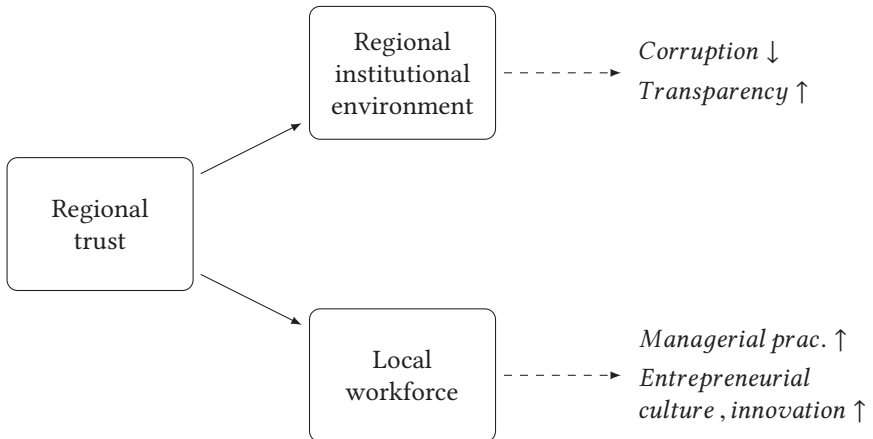 Regional
institutional
environment
Corruption ↓
Transparency ↑
Regional
trust
Local
workforce
Managerial prac. ↑
Entrepreneurial
culture , innovation ↑